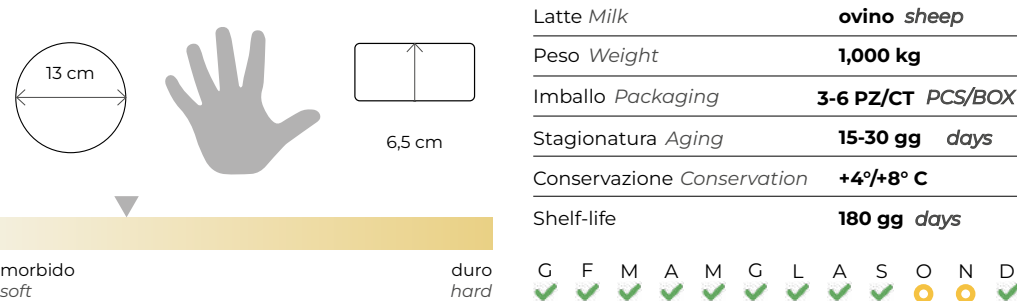 13 cm
6,5 cm
morbido
soft
duro
hard
Latte Milk ovino sheep
Peso Weight 1,000 kg
Imballo Packaging 3-6 PZ/CT PCS/BOX
Stagionatura Aging 15-30 gg days
Conservazione Conservation +4°/+8° C
Shelf-life 180 gg days
G F M A M G L A S O N D